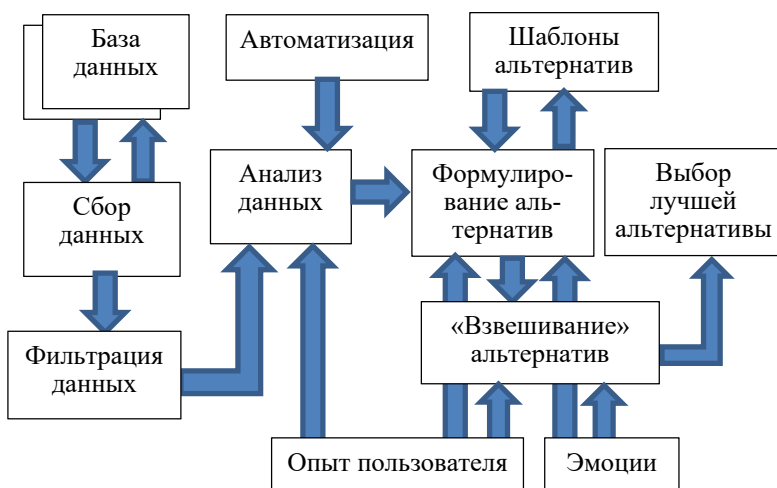 База
данных
Автоматизация
Шаблоны
альтернатив
Сбор
данных
Анализ
данных
Формулиро-
вание аль-
тернатив
Выбор
лучшей
альтернативы
Фильтрация
данных
«Взвешивание»
альтернатив
Опыт пользователя
Эмоции